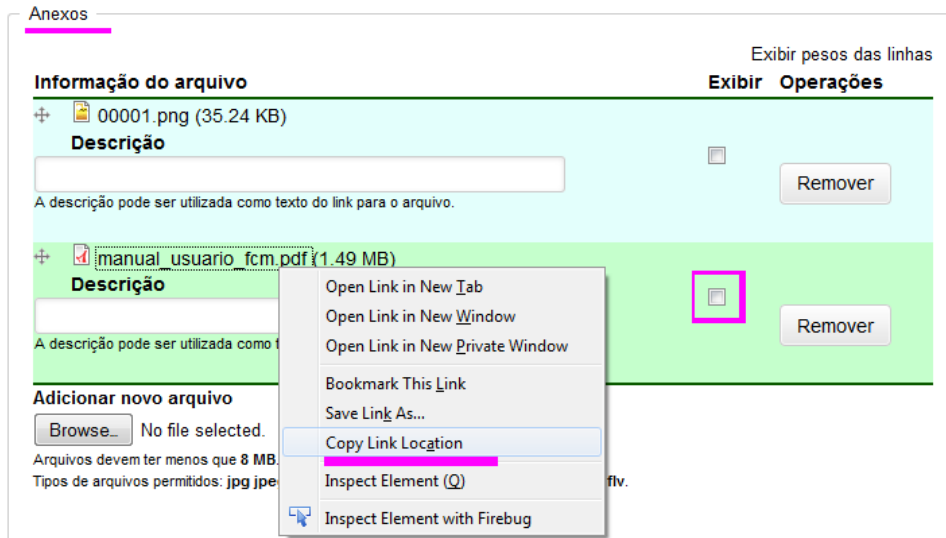 Anexos
Exibir pesos das linhas
Informação do arquivo Exibir Operações
00001.png (35.24 KB)
Descrição
Remover
A descrição pode ser utilizada como texto do link para o arquivo.
manual_usuario_fcm.pdf (1.49 MB)
Descrição
Remover
A descrição pode ser utilizada como
Open Link in New Tab
Open Link in New Window
Open Link in New Private Window
Bookmark This Link
Save Link As...
Copy Link Location
Inspect Element (Q)
Inspect Element with Firebug
Adicionar novo arquivo
Browse... No file selected.
Arquivos devem ter menos que 8 MB.
Tipos de arquivos permitidos: jpg jpe flv.